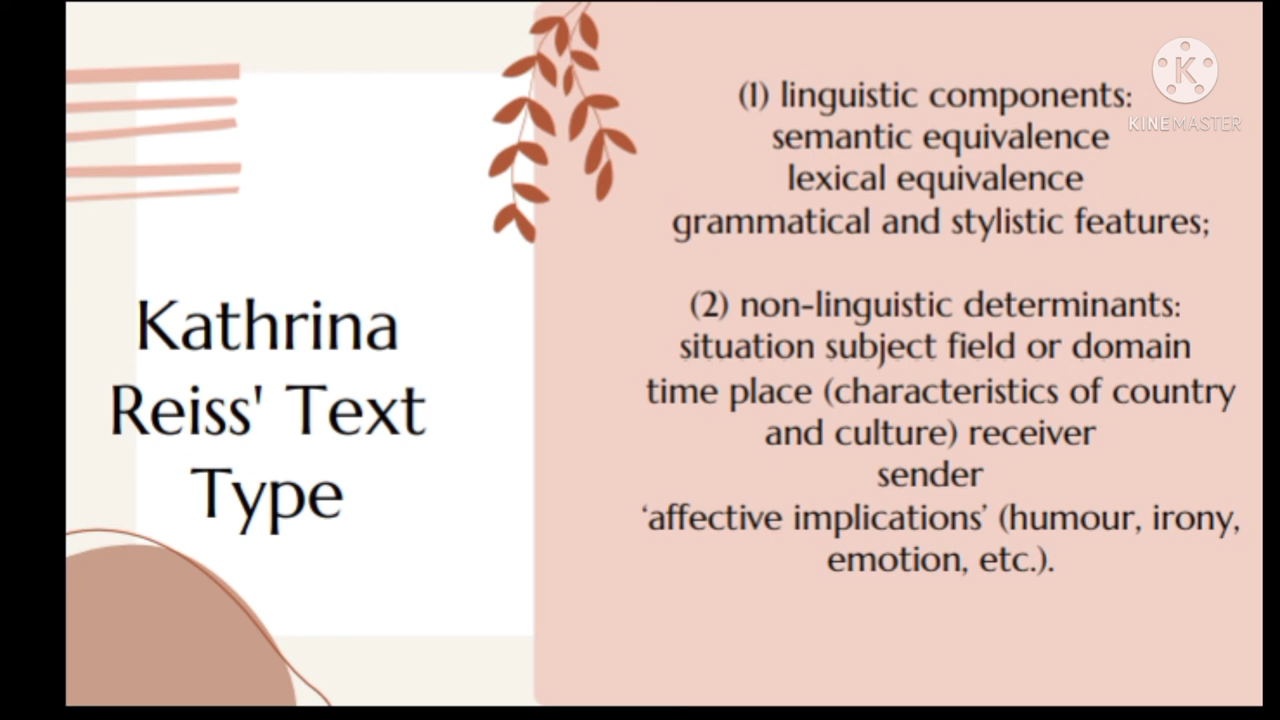 Kathrina
Reiss' Text
Type
(1) linguistic components:
semantic equivalence
lexical equivalence
grammatical and stylistic features;
(2) non-linguistic determinants:
situation subject field or domain
time place (characteristics of country
and culture) receiver
sender
‘affective implications’ (humour, irony,
emotion, etc.).
K
KINEMASTER